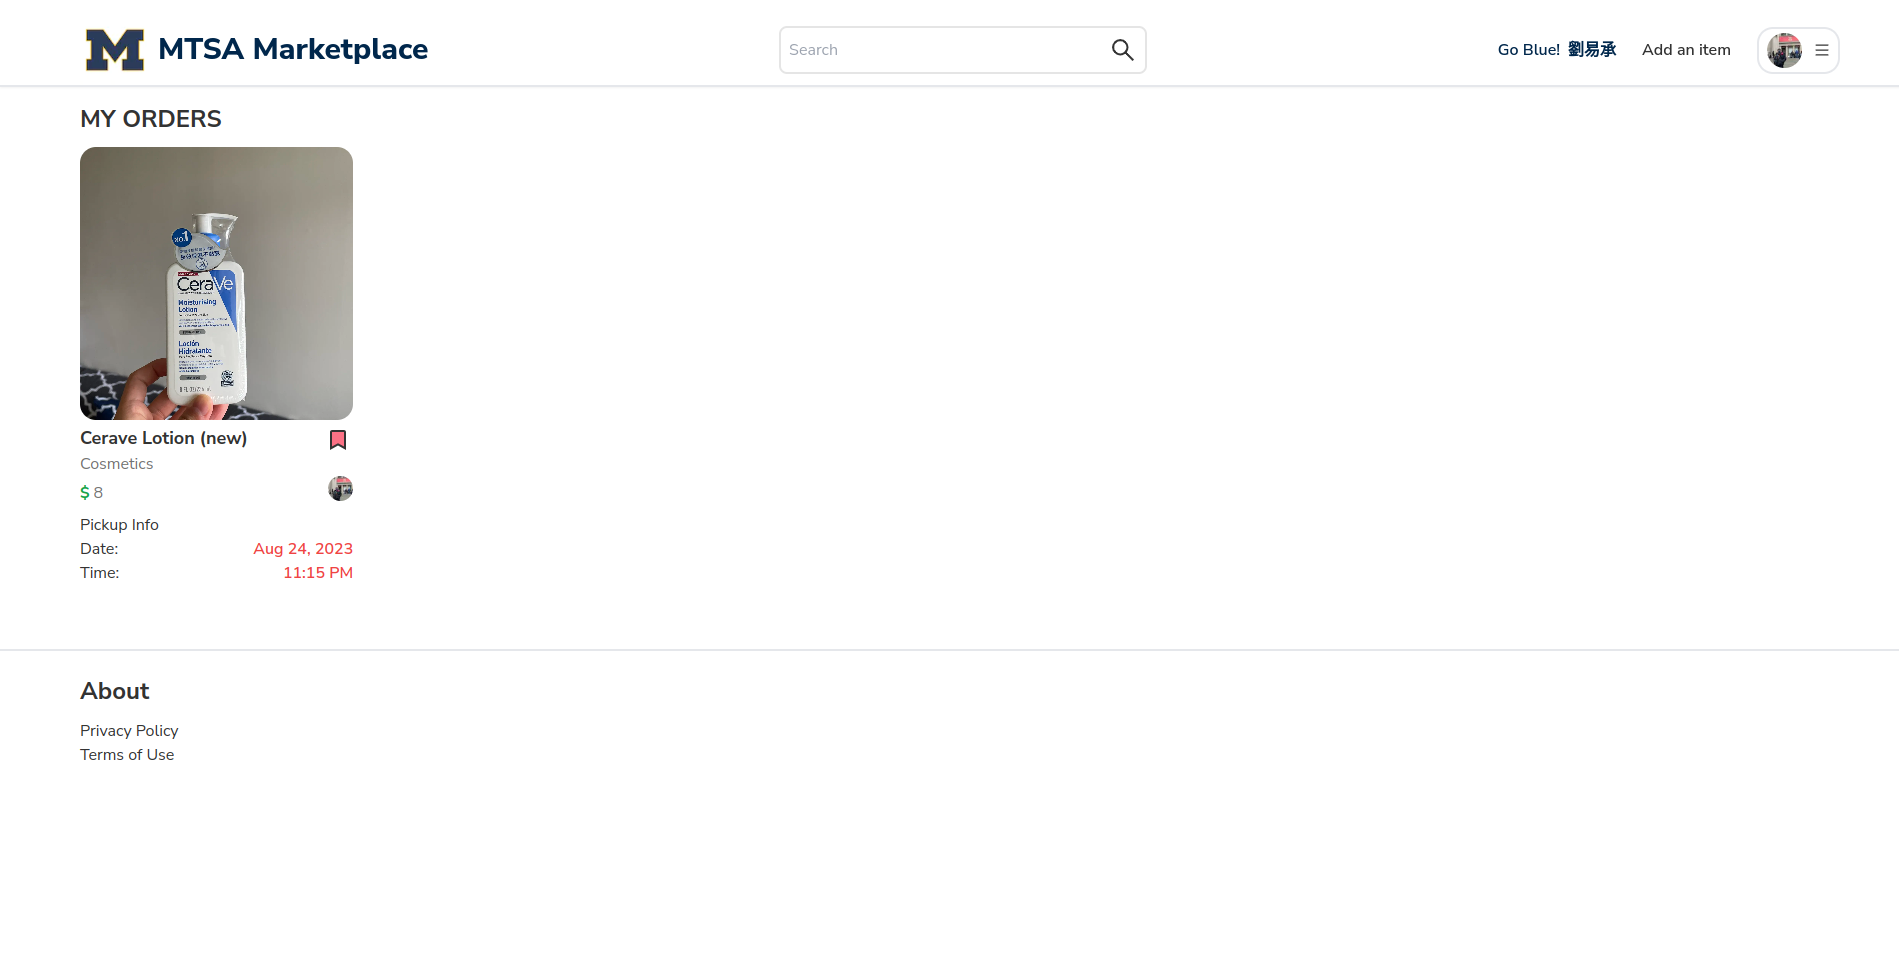 M MTSA Marketplace
Search
Go Blue! 劉易承
Add an item
MY ORDERS
NO.1
CeraVe
Moisturising
Lotion
Loción
Hidratante
Cerave Lotion (new)
Cosmetics
$ 8
Pickup Info
Date: Aug 24, 2023
Time: 11:15 PM
About
Privacy Policy
Terms of Use